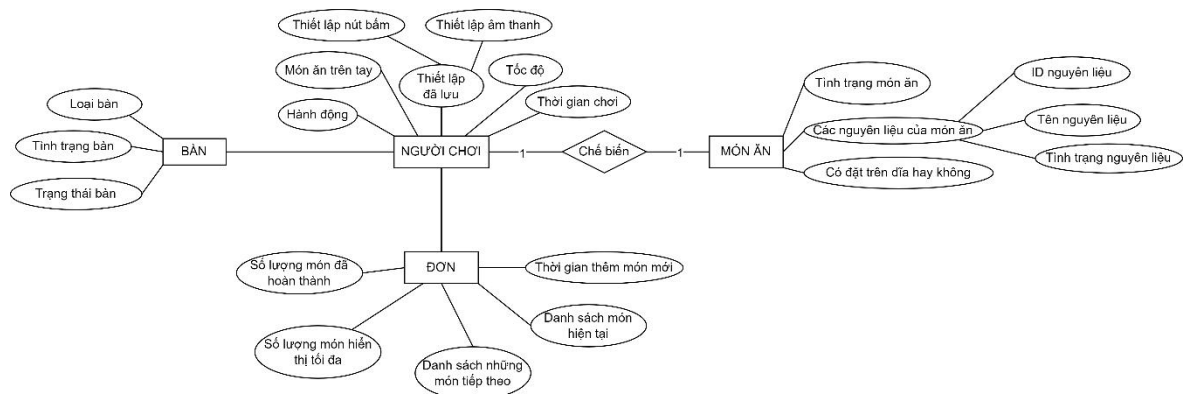 Thiết lập nút bấm
Thiết lập âm thanh
Món ăn trên tay
Thiết lập
đã lưu
Tốc độ
Hành động
Thời gian chơi
Loại bàn
Tình trạng bàn
Trạng thái bàn
BÀN
NGƯỜI CHƠI
1
Chế biến
1
MÓN ĂN
Tình trạng món ăn
Các nguyên liệu của món ăn
Có đặt trên dĩa hay không
ID nguyên liệu
Tên nguyên liệu
Tình trạng nguyên liệu
ĐƠN
Số lượng món đã
hoàn thành
Thời gian thêm món mới
Số lượng món hiển
thị tối đa
Danh sách những
món tiếp theo
Danh sách món
hiện tại